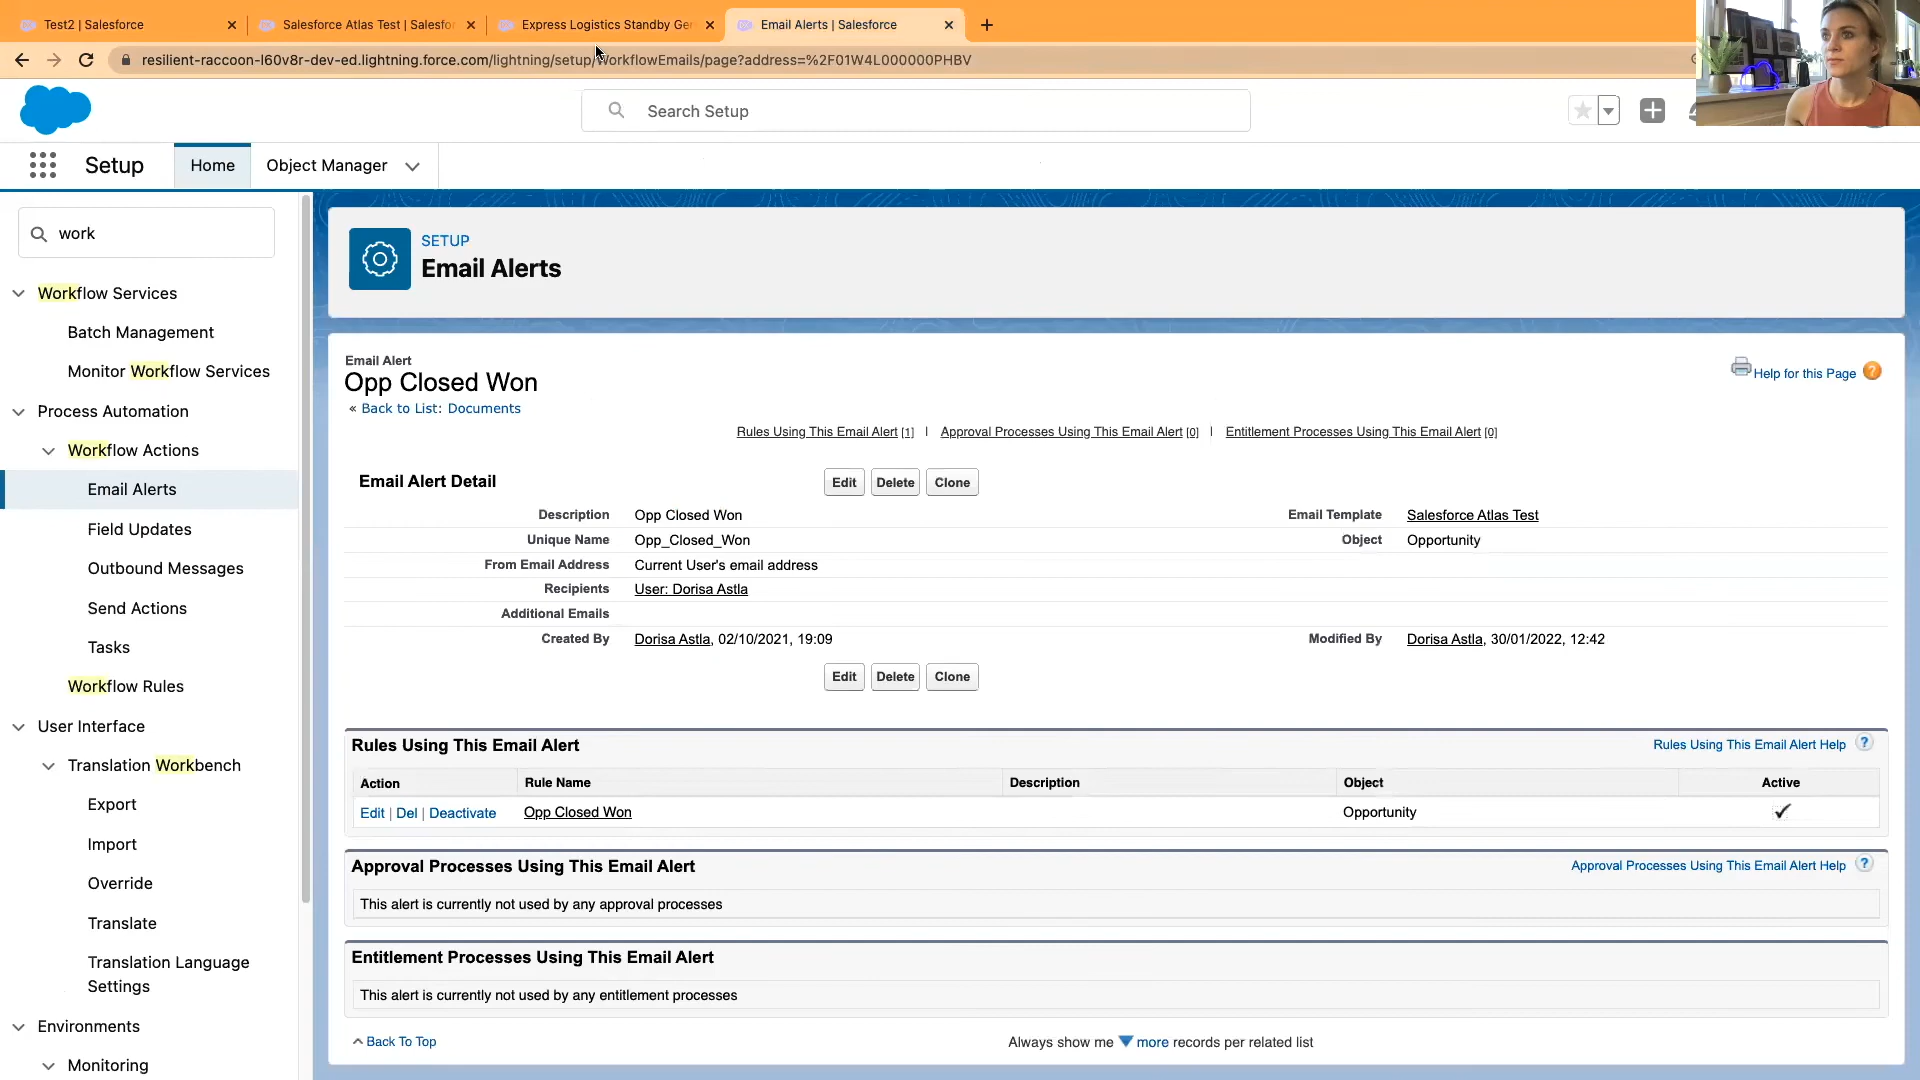 Test2 | Salesforce
Salesforce Atlas Test | Salesfo
Express Logistics Standby Ge
Email Alerts | Salesforce
resilient-raccoon-l60v8r-dev-ed.lightning.force.com/lightning/setup/WorkflowEmails/page?address=%2F01W4L000000PHBV
Search Setup
Setup
Home
Object Manager
work
Workflow Services
Batch Management
Monitor Workflow Services
Process Automation
Workflow Actions
Email Alerts
Field Updates
Outbound Messages
Send Actions
Tasks
Workflow Rules
User Interface
Translation Workbench
Export
Import
Override
Translate
Translation Language
Settings
Environments
Monitoring
SETUP
Email Alerts
Email Alert
Opp Closed Won
« Back to List: Documents
Help for this Page ?
Rules Using This Email Alert [1] | Approval Processes Using This Email Alert [0] | Entitlement Processes Using This Email Alert [0]
Email Alert Detail Edit Delete Clone
Description Opp Closed Won Email Template Salesforce Atlas Test
Unique Name Opp_Closed_Won Object Opportunity
From Email Address Current User's email address
Recipients User: Dorisa Astla
Additional Emails
Created By Dorisa Astla, 02/10/2021, 19:09 Modified By Dorisa Astla, 30/01/2022, 12:42
Edit Delete Clone
Rules Using This Email Alert Rules Using This Email Alert Help ?
Action Rule Name Description Object Active
Edit | Del | Deactivate Opp Closed Won Opportunity
Approval Processes Using This Email Alert Approval Processes Using This Email Alert Help ?
This alert is currently not used by any approval processes
Entitlement Processes Using This Email Alert
This alert is currently not used by any entitlement processes
Back To Top Always show me more records per related list